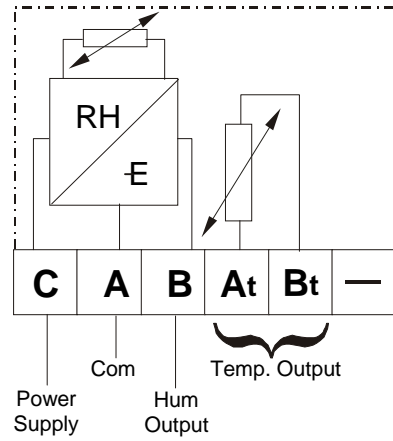 RH
E
C A B At Bt —
Com Temp. Output
Power Supply
Hum Output